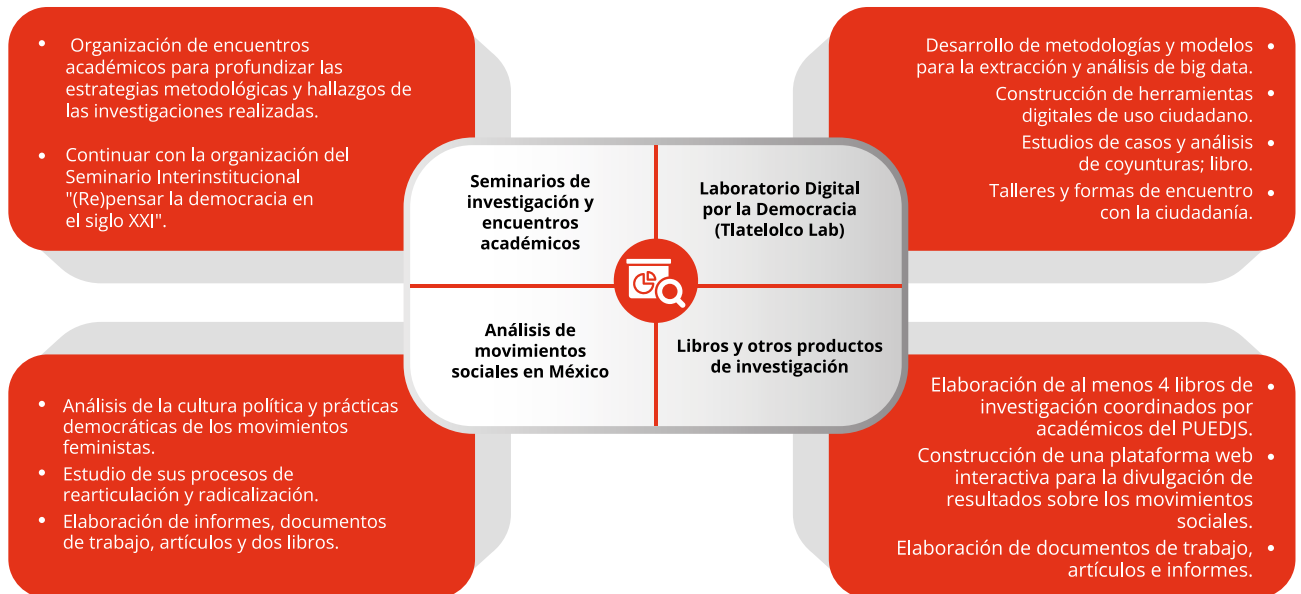 • Organización de encuentros
académicos para profundizar las
estrategias metodológicas y hallazgos de
las investigaciones realizadas.
• Continuar con la organización del
Seminario Interinstitucional
"(Re)pensar la democracia en
el siglo XXI".
Desarrollo de metodologías y modelos •
para la extracción y análisis de big data.
Construcción de herramientas •
digitales de uso ciudadano.
Estudios de casos y análisis •
de coyunturas; libro.
Talleres y formas de encuentro •
con la ciudadanía.
Seminarios de
investigación y
encuentros
académicos
Laboratorio Digital
por la Democracia
(Tlatelolco Lab)
Análisis de
movimientos
sociales en México
Libros y otros productos
de investigación
• Análisis de la cultura política y prácticas
democráticas de los movimientos
feministas.
• Estudio de sus procesos de
rearticulación y radicalización.
• Elaboración de informes, documentos
de trabajo, artículos y dos libros.
Elaboración de al menos 4 libros de •
investigación coordinados por
académicos del PUEDJS.
Construcción de una plataforma web •
interactiva para la divulgación de
resultados sobre los movimientos
sociales.
Elaboración de documentos de trabajo, •
artículos e informes.